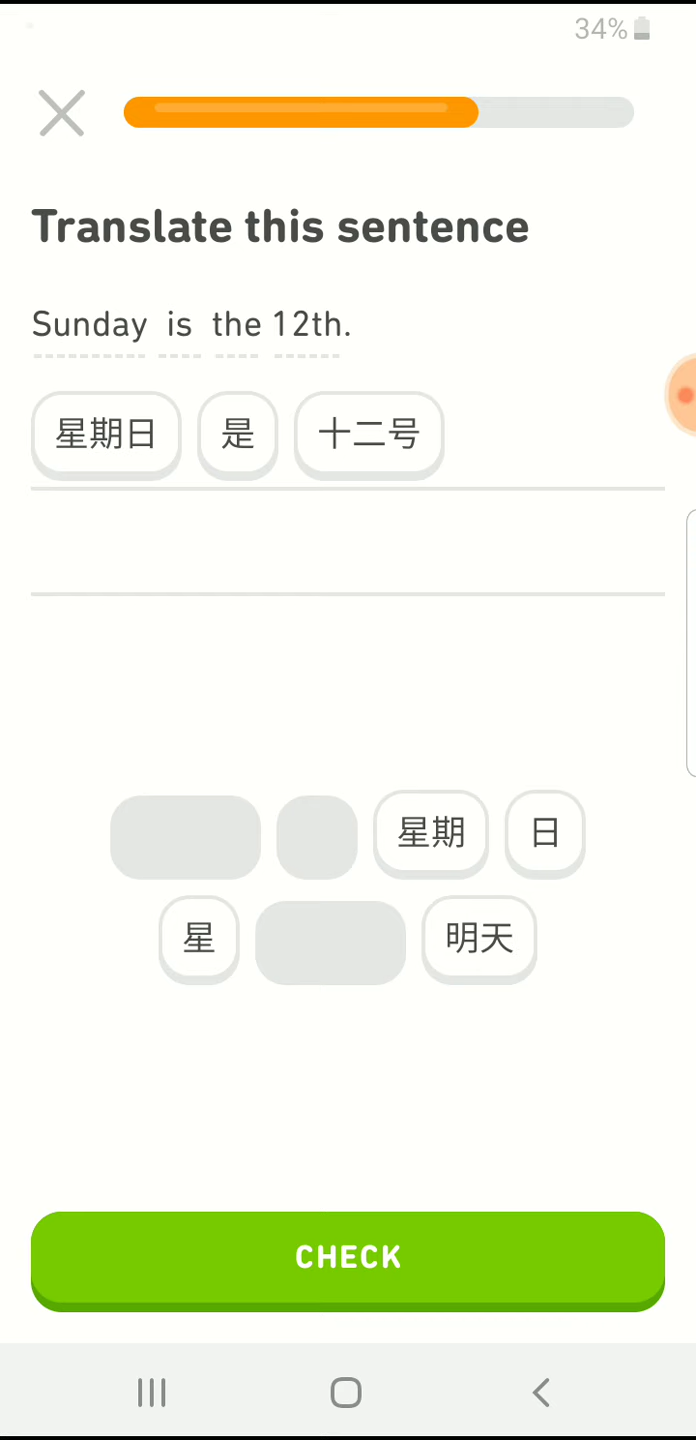 34%
Translate this sentence
Sunday is the 12th.
星期日 是 十二号
星期 日
星 明天
CHECK